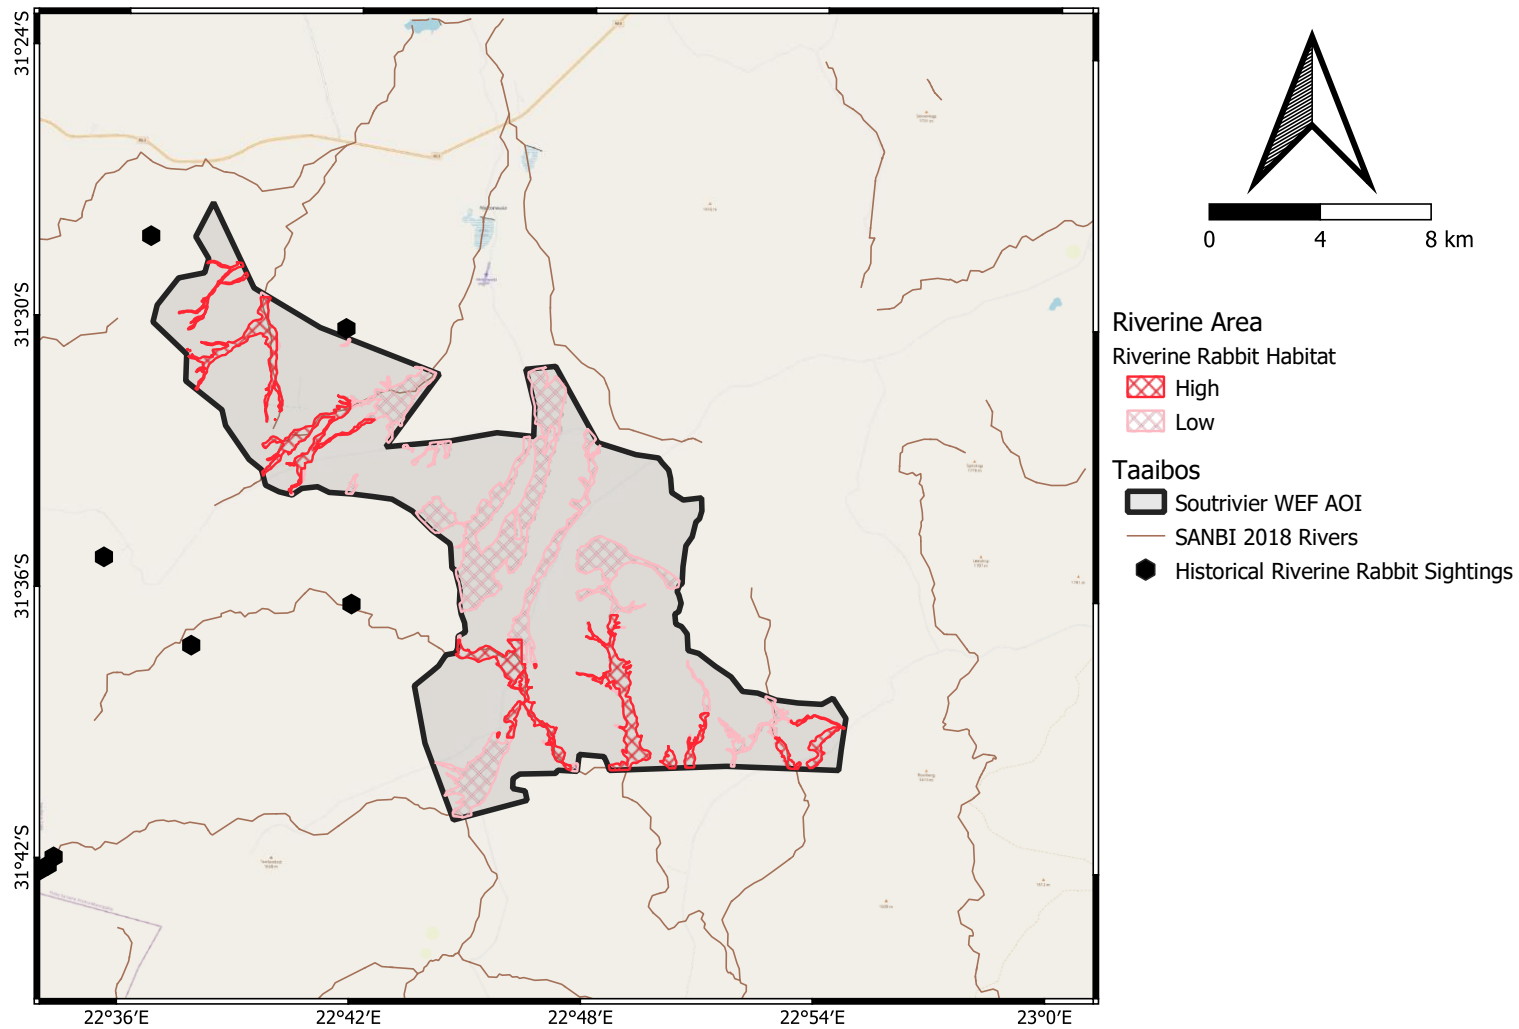 31°24'S
31°30'S
31°36'S
31°42'S
22°36'E
22°42'E
22°48'E
22°54'E
23°0'E
0
4
8 km
Riverine Area
Riverine Rabbit Habitat
High
Low
Taaibos
Soutrivier WEF AOI
SANBI 2018 Rivers
Historical Riverine Rabbit Sightings